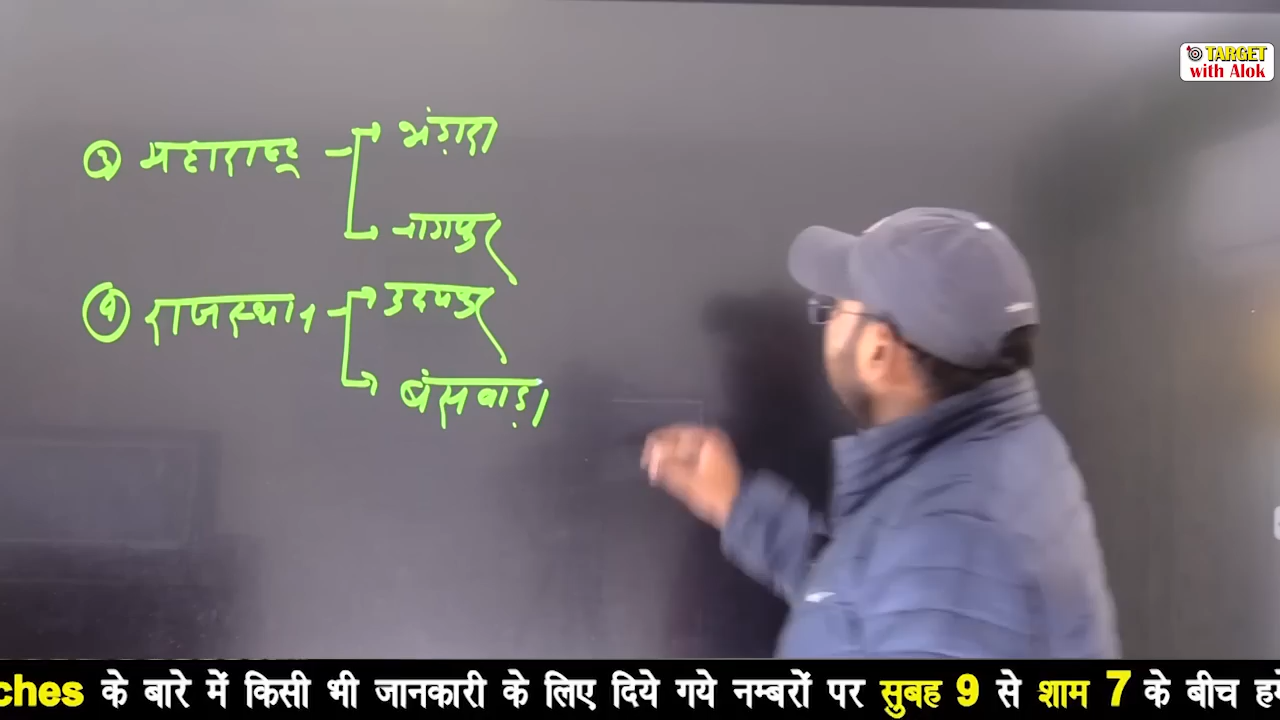 TARGET
with Alok
③ महाराष्ट्र → भंडारा
→ नागपुर
④ राजस्थान → उदयपुर
→ बंसवाड़ा
ches के बारे में किसी भी जानकारी के लिए दिये गये नम्बरों पर सुबह 9 से शाम 7 के बीच हमे